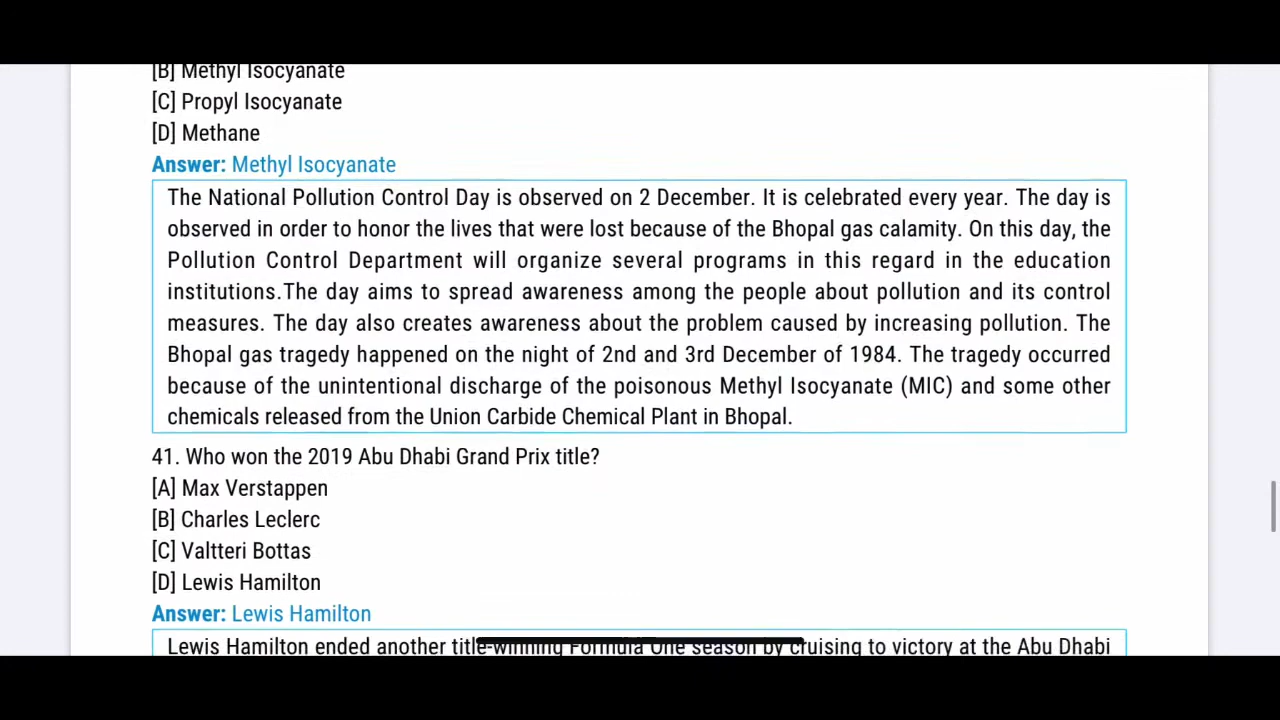 [B] Methyl Isocyanate
[C] Propyl Isocyanate
[D] Methane
Answer: Methyl Isocyanate
The National Pollution Control Day is observed on 2 December. It is celebrated every year. The day is
observed in order to honor the lives that were lost because of the Bhopal gas calamity. On this day, the
Pollution Control Department will organize several programs in this regard in the education
institutions.The day aims to spread awareness among the people about pollution and its control
measures. The day also creates awareness about the problem caused by increasing pollution. The
Bhopal gas tragedy happened on the night of 2nd and 3rd December of 1984. The tragedy occurred
because of the unintentional discharge of the poisonous Methyl Isocyanate (MIC) and some other
chemicals released from the Union Carbide Chemical Plant in Bhopal.
41. Who won the 2019 Abu Dhabi Grand Prix title?
[A] Max Verstappen
[B] Charles Leclerc
[C] Valtteri Bottas
[D] Lewis Hamilton
Answer: Lewis Hamilton
Lewis Hamilton ended another title-winning Formula One season by cruising to victory at the Abu Dhabi